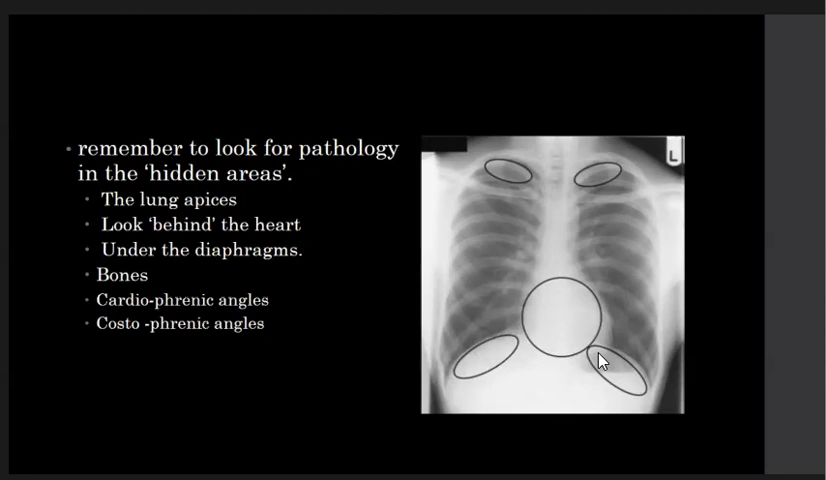 remember to look for pathology
in the ‘hidden areas’.
The lung apices
Look ‘behind’ the heart
Under the diaphragms.
Bones
Cardio-phrenic angles
Costo -phrenic angles
L